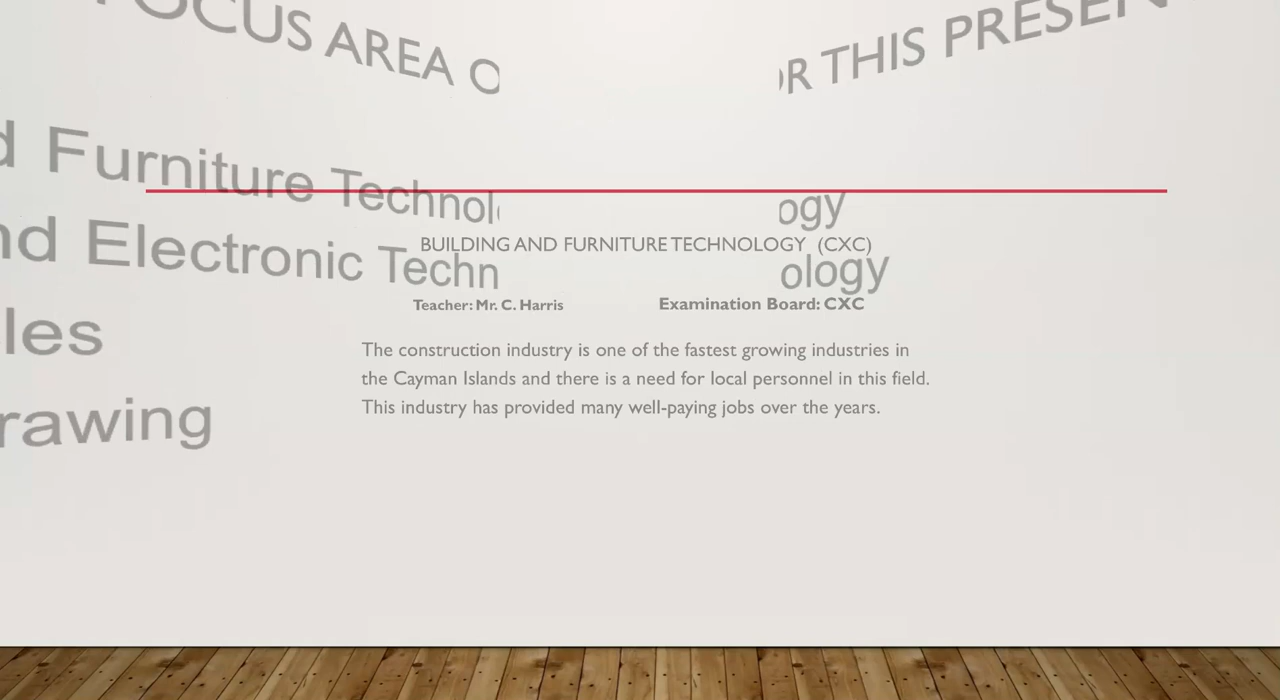 OCUS AREA O
R THIS PRESEN
d Furniture Technol
ogy
nd Electronic Techn
ology
les
rawing
BUILDING AND FURNITURE TECHNOLOGY (CXC)
Teacher: Mr. C. Harris
Examination Board: CXC
The construction industry is one of the fastest growing industries in
the Cayman Islands and there is a need for local personnel in this field.
This industry has provided many well-paying jobs over the years.